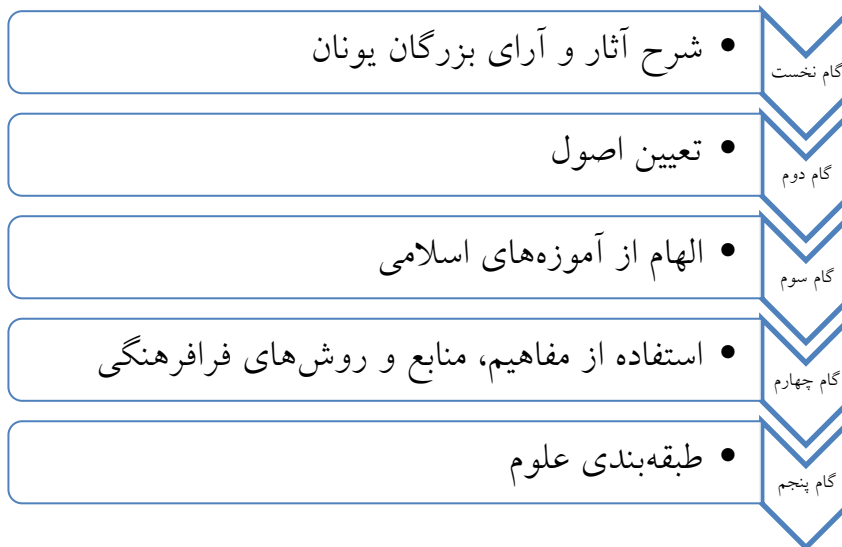 گام نخست
• شرح آثار و آرای بزرگان یونان
گام دوم
• تعیین اصول
گام سوم
• الهام از آموزه‌های اسلامی
گام چهارم
• استفاده از مفاهیم، منابع و روش‌های فرافرهنگی
گام پنجم
• طبقه‌بندی علوم